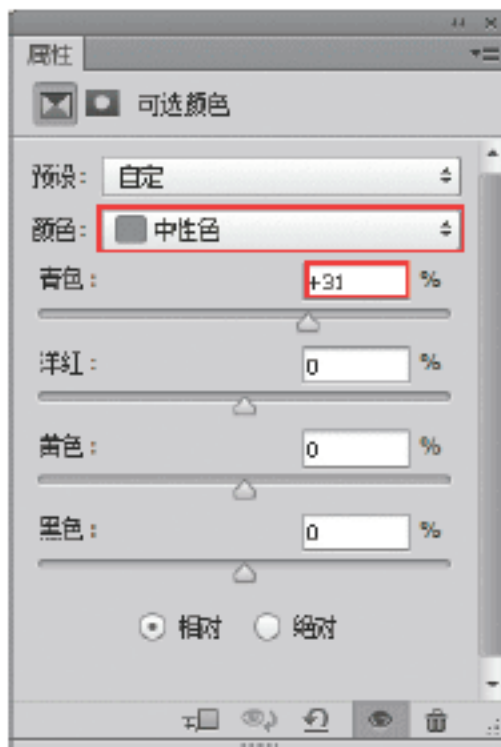 属性
可选颜色
预设: 自定
颜色: 中性色
青色: +31 %
洋红: 0 %
黄色: 0 %
黑色: 0 %
相对 绝对